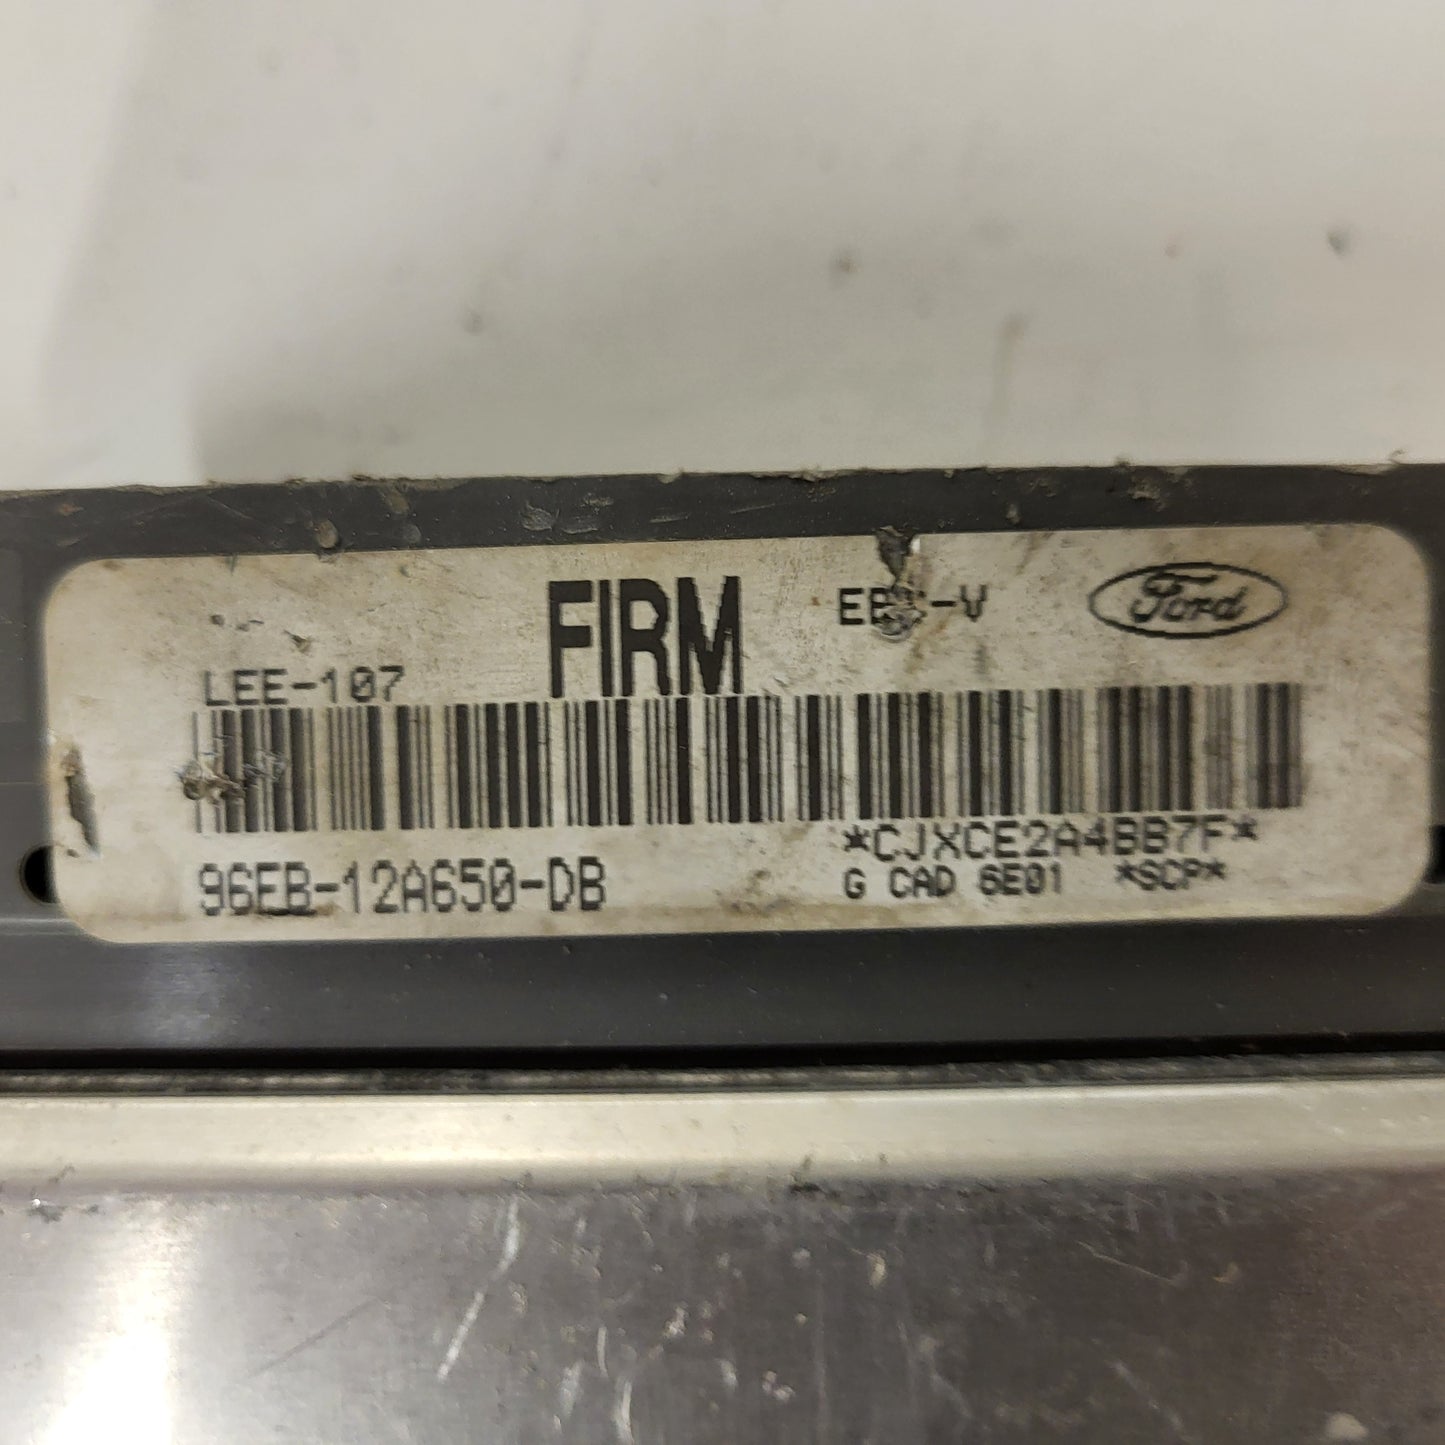 FIRM
Ford
LEE-107
*CJXCE2A4BB7F*
96EB-12A650-DB
G CAD 6E01 *SCP*